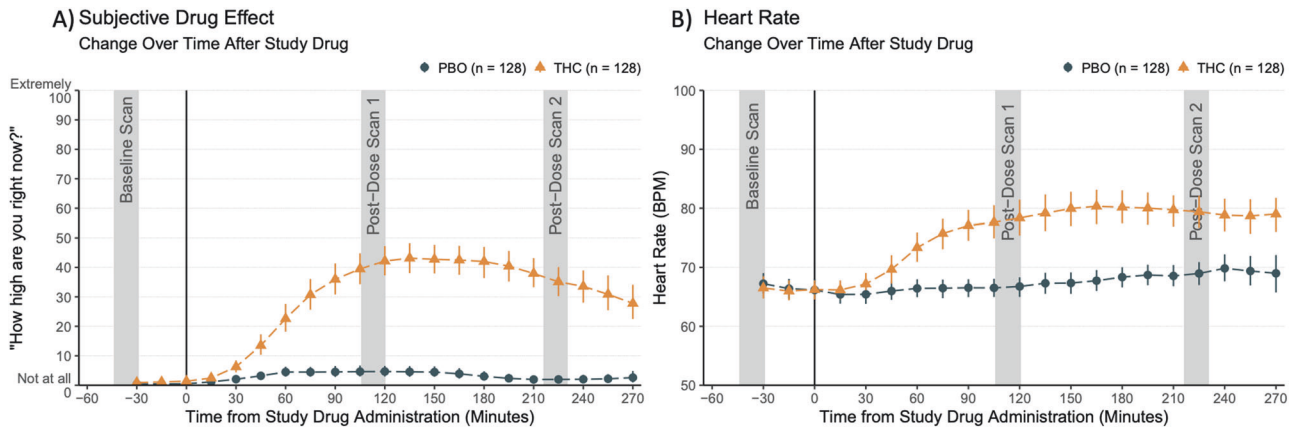 A) Subjective Drug Effect
Change Over Time After Study Drug
PBO (n = 128) THC (n = 128)
Extremely
100
90
80
70
60
50
40
30
20
10
Not at all
0
"How high are you right now?"
Baseline Scan
Post-Dose Scan 1
Post-Dose Scan 2
−60 −30 0 30 60 90 120 150 180 210 240 270
Time from Study Drug Administration (Minutes)
B) Heart Rate
Change Over Time After Study Drug
PBO (n = 128) THC (n = 128)
100
90
80
70
60
50
Heart Rate (BPM)
Baseline Scan
Post-Dose Scan 1
Post-Dose Scan 2
−60 −30 0 30 60 90 120 150 180 210 240 270
Time from Study Drug Administration (Minutes)